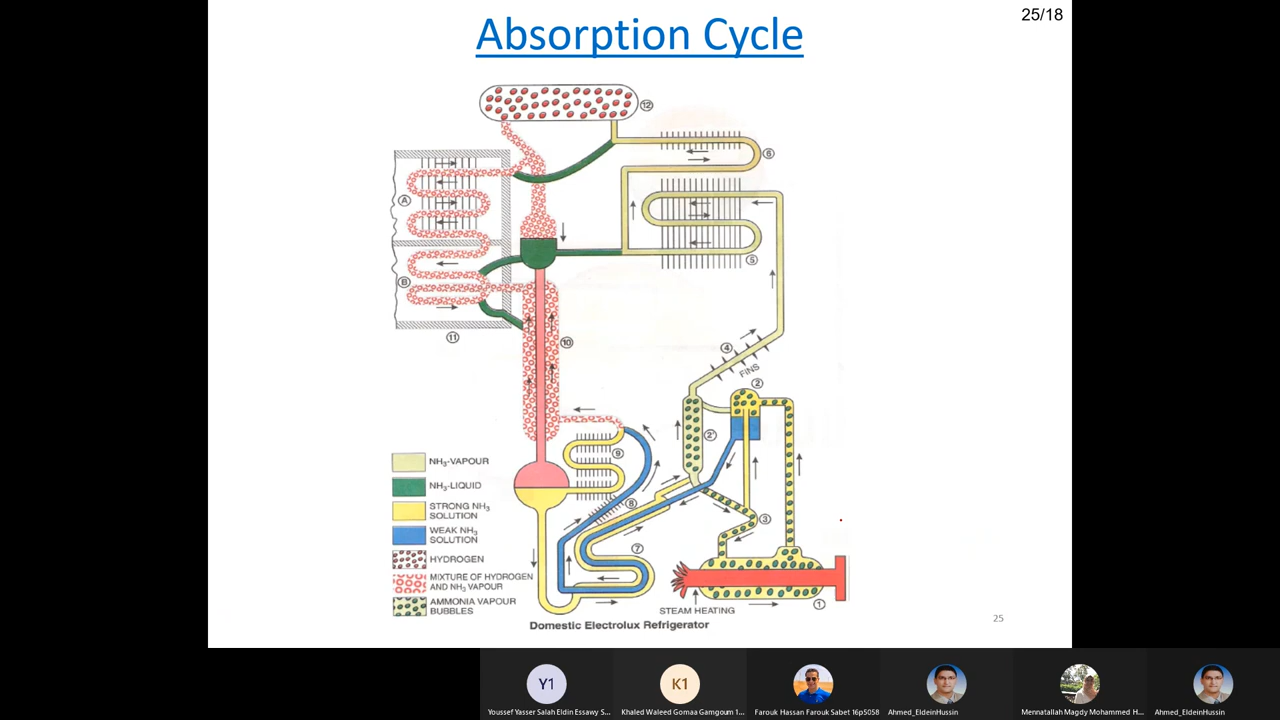 25/18
Absorption Cycle
12
6
A
5
B
11
10
4
FINS
2
2'
9
8
3
7
1
NH₃-VAPOUR
NH₃-LIQUID
STRONG NH₃
SOLUTION
WEAK NH₃
SOLUTION
HYDROGEN
MIXTURE OF HYDROGEN
AND NH₃ VAPOUR
AMMONIA VAPOUR
BUBBLES
STEAM HEATING
Domestic Electrolux Refrigerator
25
Y1
K1
Youssef Yasser Salah Eldin Essawy S...
Khaled Waleed Gomaa Gamgoum 1...
Farouk Hassan Farouk Sabet 16p5058
Ahmed_EldeinHussin
Mennatallah Magdy Mohammed H...
Ahmed_EldeinHussin